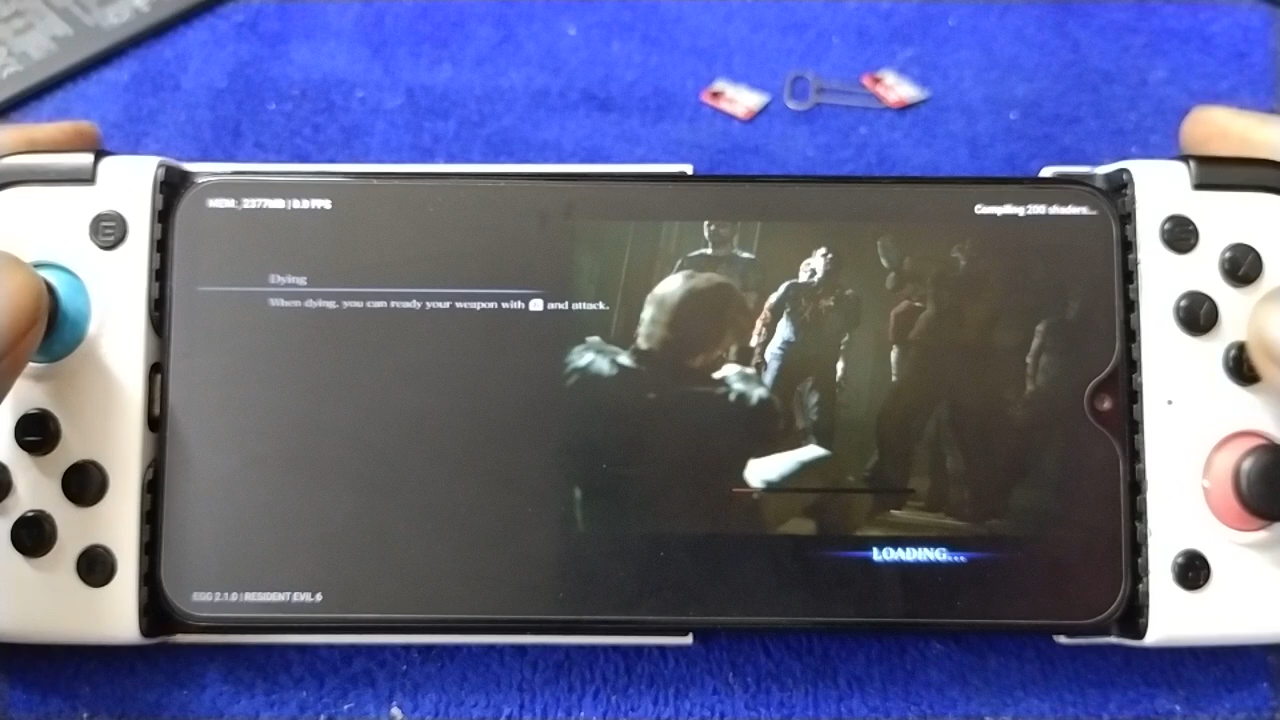 MEM: 2377MB | 0.0 FPS
Compiling 200 shaders...
Dying
When dying, you can ready your weapon with and attack.
LOADING...
EGG 2.1.0 | RESIDENT EVIL 6